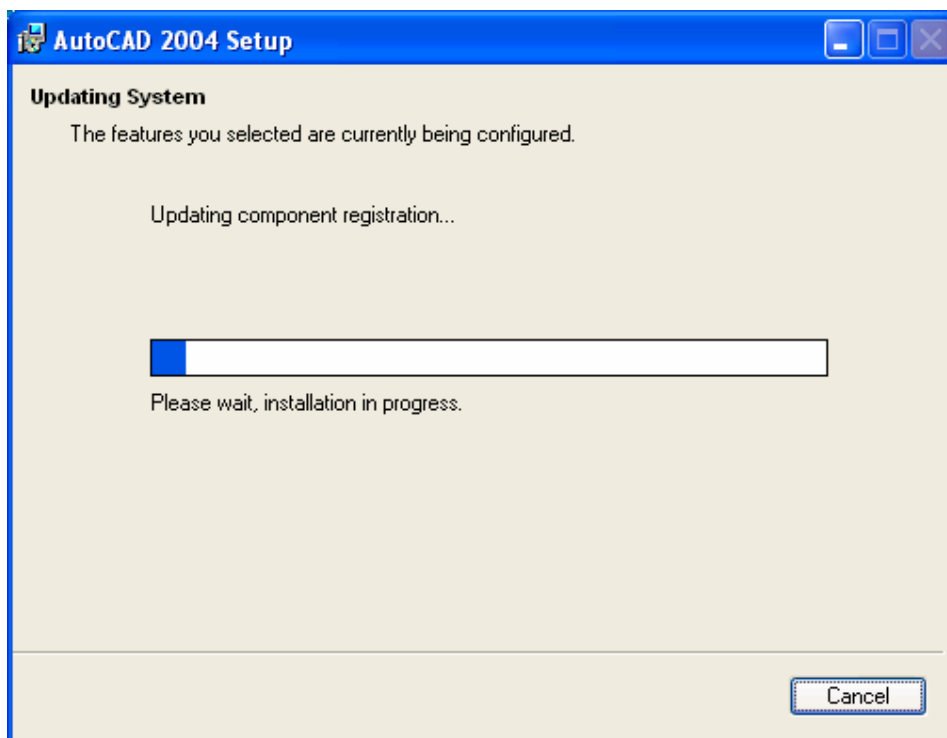 AutoCAD 2004 Setup
Updating System
The features you selected are currently being configured.
Updating component registration...
Please wait, installation in progress.
Cancel